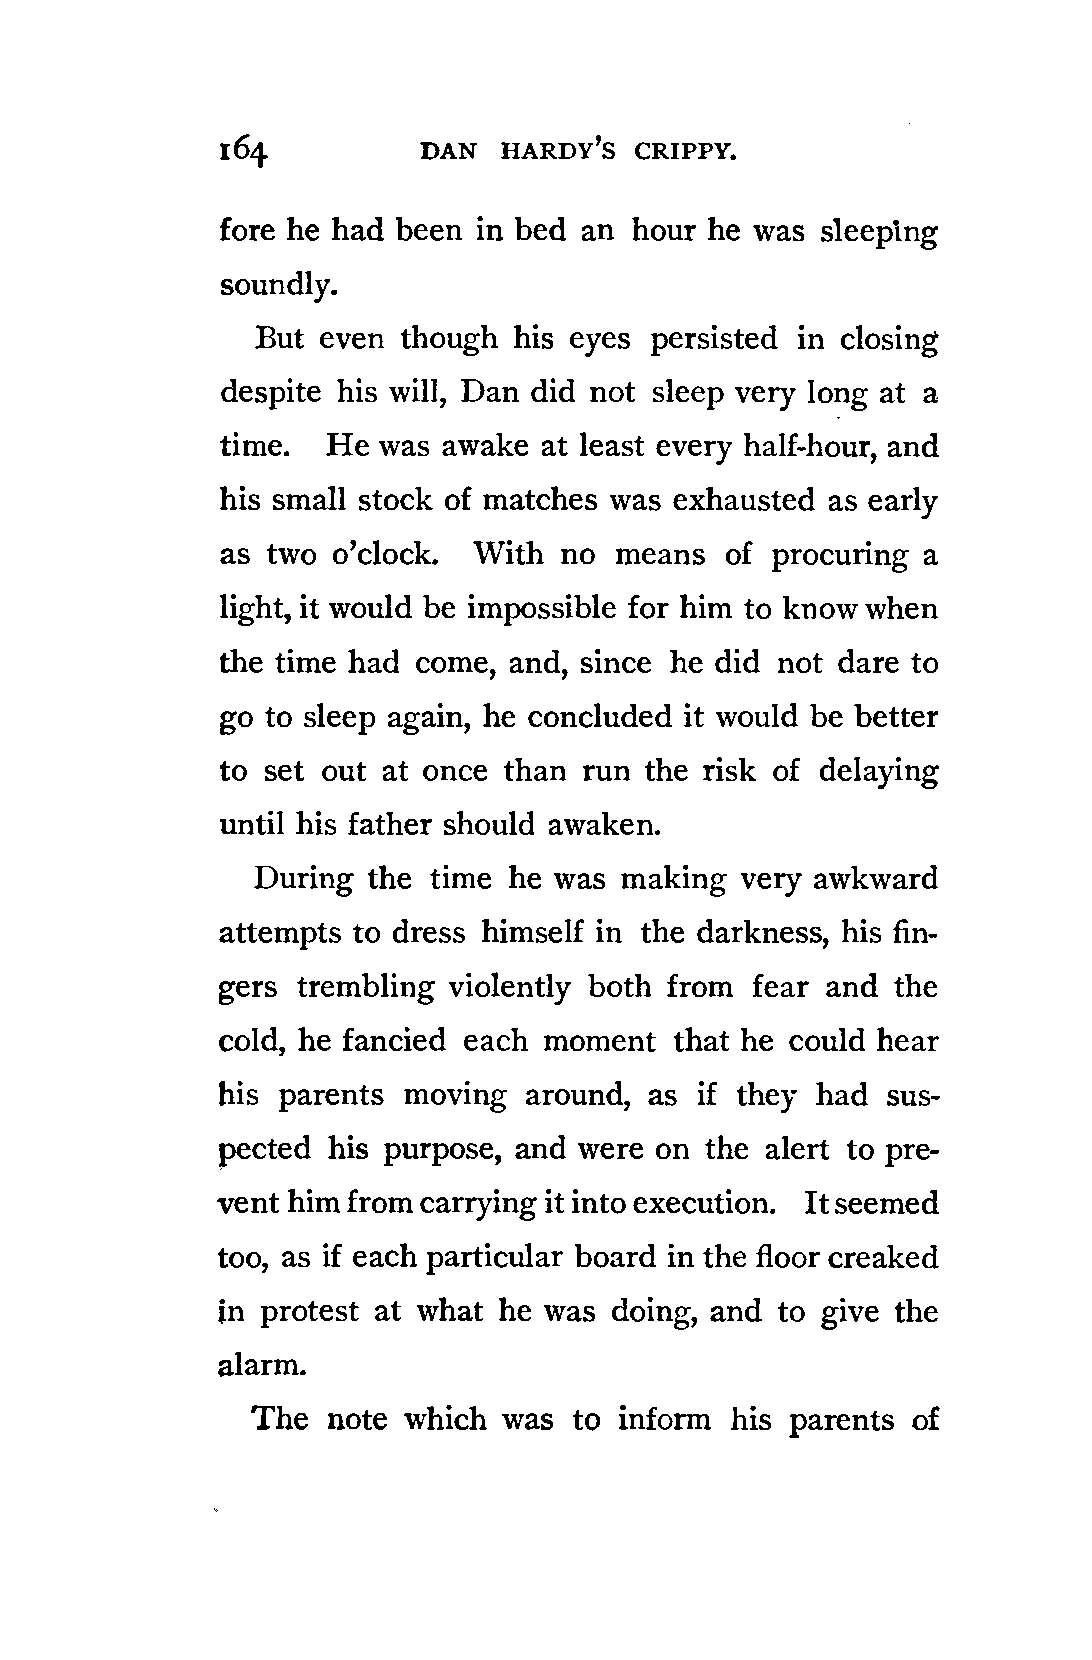 164 DAN HARDY'S CRIPPY.
fore he had been in bed an hour he was sleeping
soundly.
But even though his eyes persisted in closing
despite his will, Dan did not sleep very long at a
time. He was awake at least every half-hour, and
his small stock of matches was exhausted as early
as two o'clock. With no means of procuring a
light, it would be impossible for him to know when
the time had come, and, since he did not dare to
go to sleep again, he concluded it would be better
to set out at once than run the risk of delaying
until his father should awaken.
During the time he was making very awkward
attempts to dress himself in the darkness, his fin-
gers trembling violently both from fear and the
cold, he fancied each moment that he could hear
his parents moving around, as if they had sus-
pected his purpose, and were on the alert to pre-
vent him from carrying it into execution. It seemed
too, as if each particular board in the floor creaked
in protest at what he was doing, and to give the
alarm.
The note which was to inform his parents of